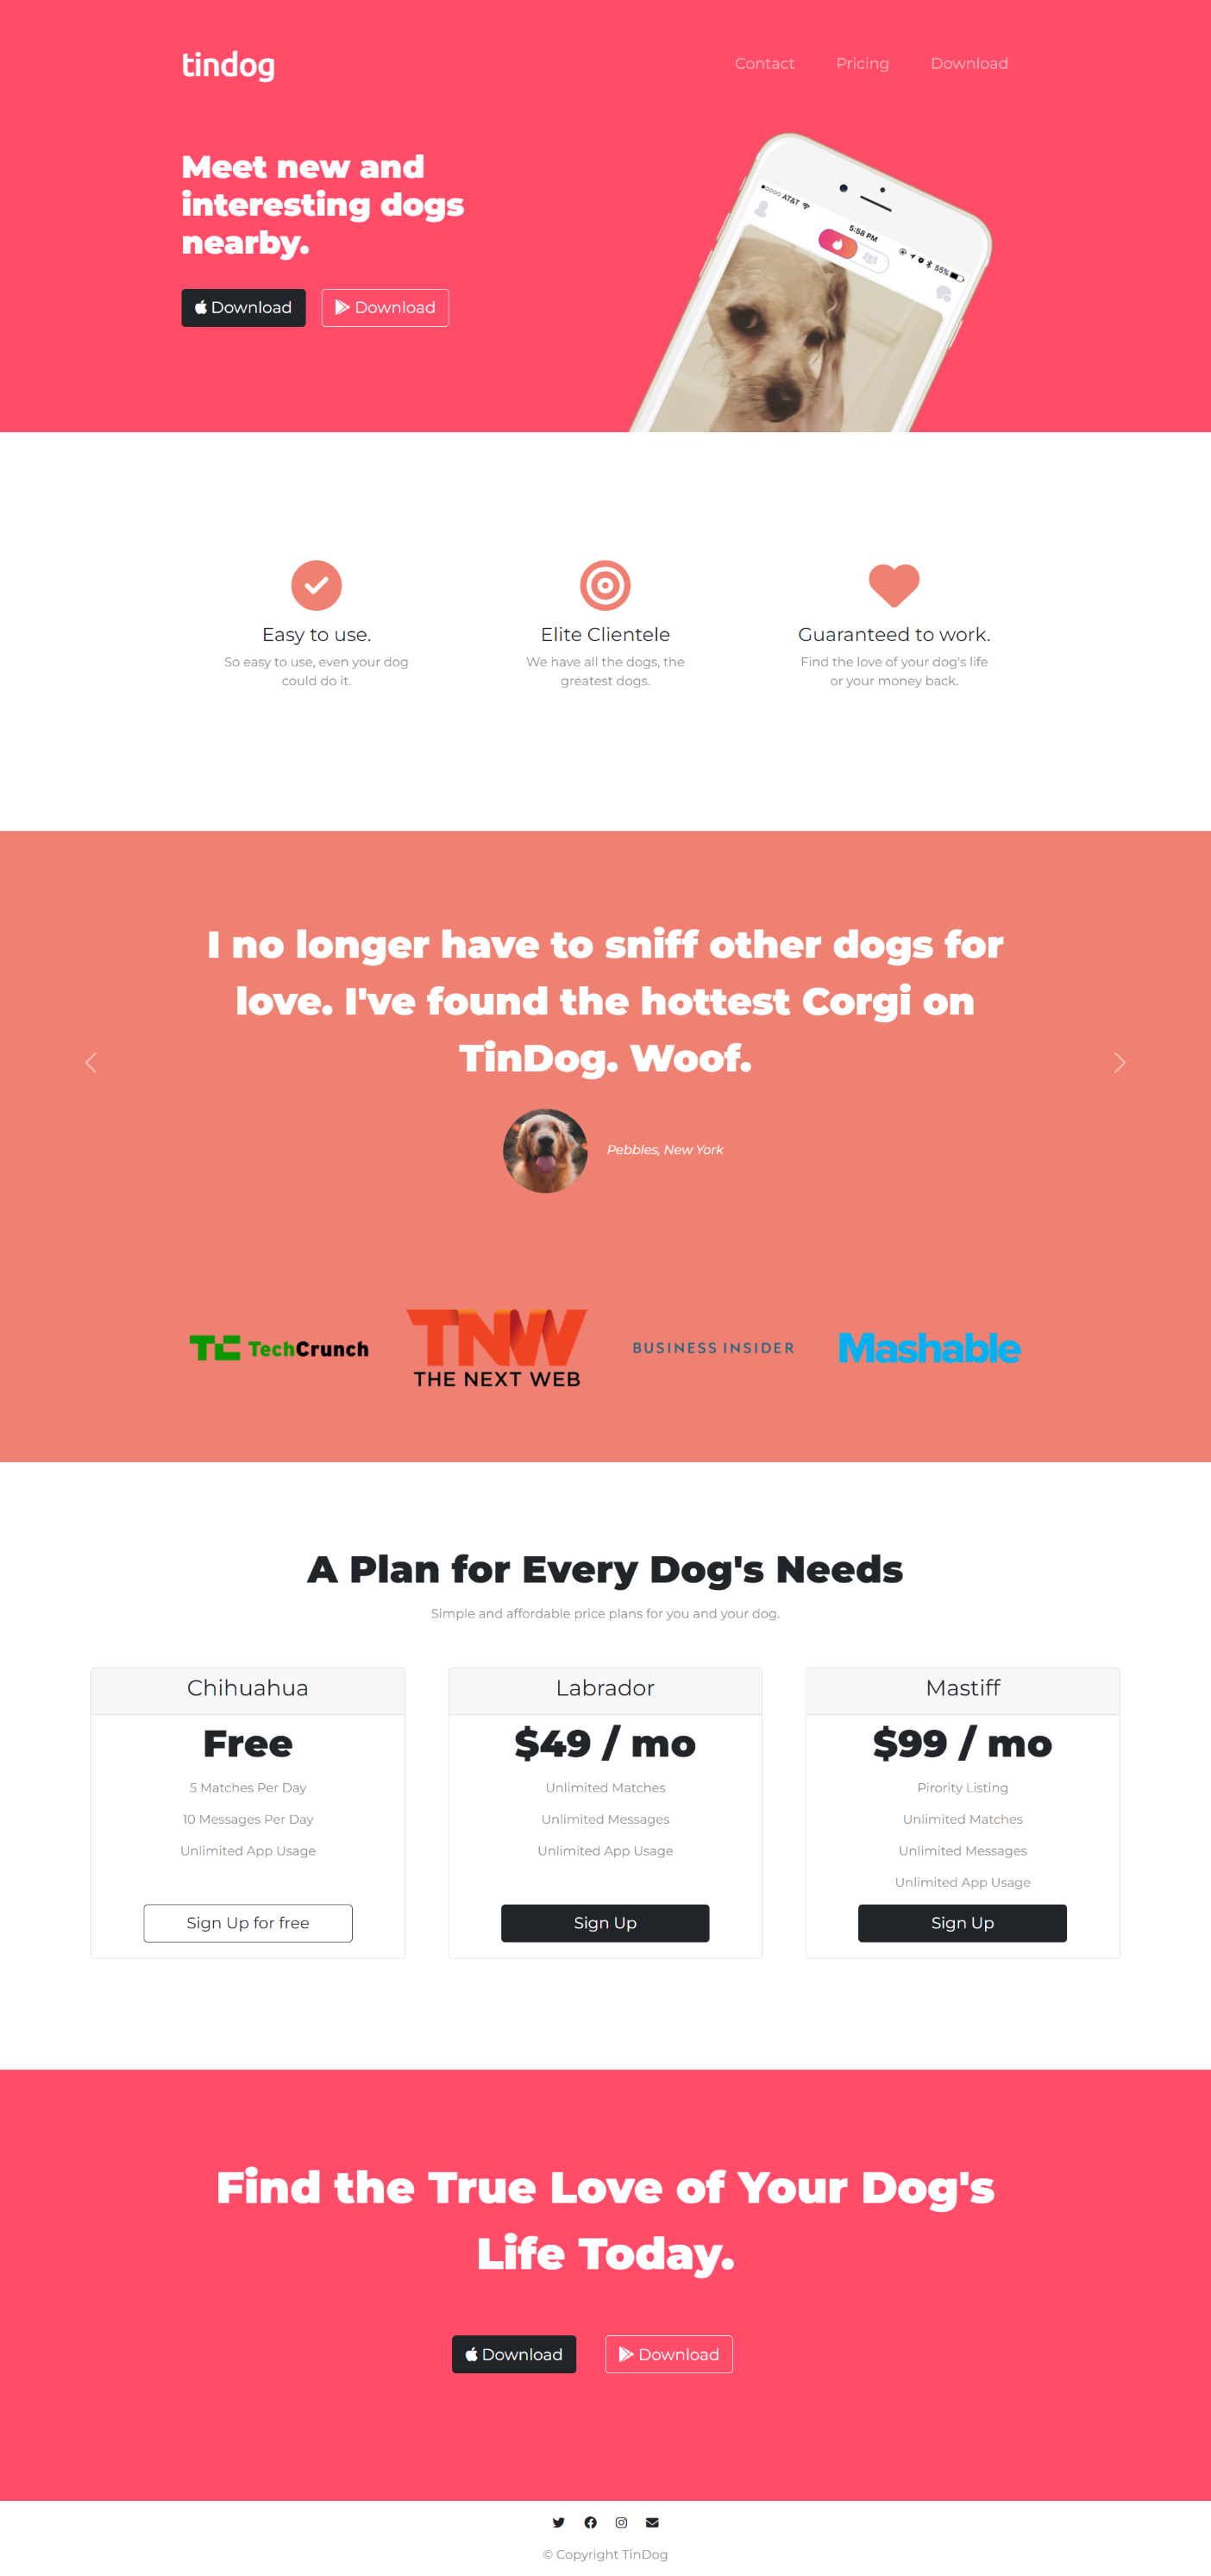 tindog
Contact Pricing Download
Meet new and
interesting dogs
nearby.
Download Download
AT&T
5:58 PM
55%
Easy to use.
So easy to use, even your dog
could do it.
Elite Clientele
We have all the dogs, the
greatest dogs.
Guaranteed to work.
Find the love of your dog's life
or your money back.
I no longer have to sniff other dogs for
love. I've found the hottest Corgi on
TinDog. Woof.
Pebbles, New York
TC TechCrunch
TNW
THE NEXT WEB
BUSINESS INSIDER
Mashable
A Plan for Every Dog's Needs
Simple and affordable price plans for you and your dog.
Chihuahua
Free
5 Matches Per Day
10 Messages Per Day
Unlimited App Usage
Sign Up for free
Labrador
$49 / mo
Unlimited Matches
Unlimited Messages
Unlimited App Usage
Sign Up
Mastiff
$99 / mo
Pirority Listing
Unlimited Matches
Unlimited Messages
Unlimited App Usage
Sign Up
Find the True Love of Your Dog's
Life Today.
Download Download
© Copyright TinDog